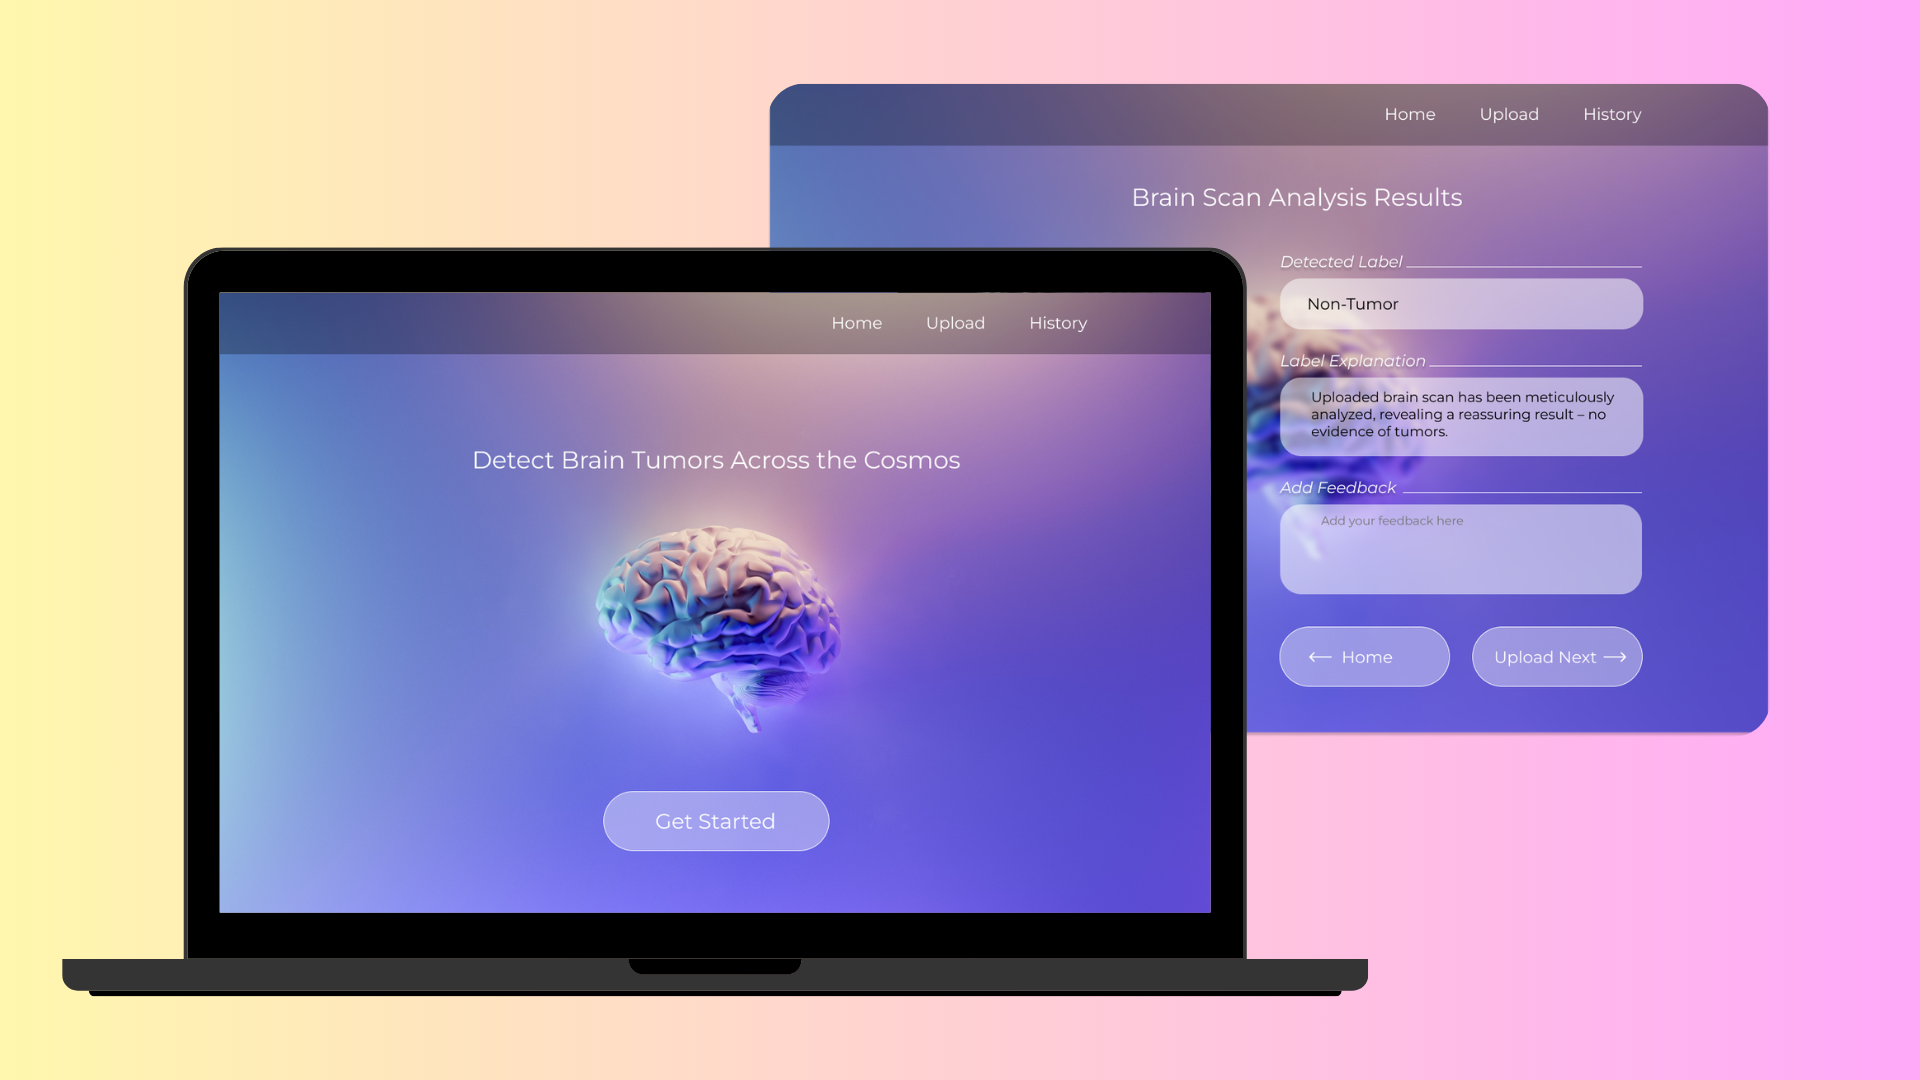 Home Upload History
Brain Scan Analysis Results
Detected Label
Non-Tumor
Label Explanation
Uploaded brain scan has been meticulously
analyzed, revealing a reassuring result – no
evidence of tumors.
Add Feedback
Add your feedback here
Home
Upload Next
Home Upload History
Detect Brain Tumors Across the Cosmos
Get Started